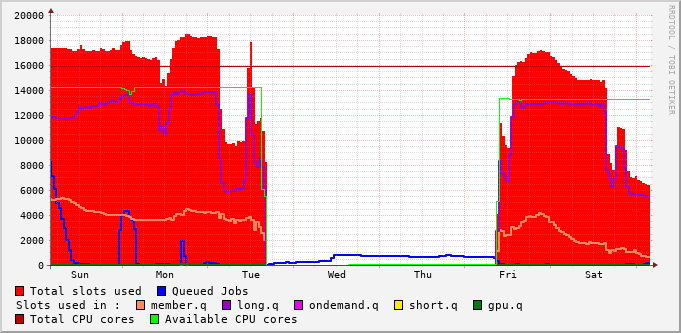 20000
18000
16000
14000
12000
10000
8000
6000
4000
2000
0
Sun Mon Tue Wed Thu Fri Sat
RRDTOOL / TOBI OETIKER
Total slots used Queued Jobs
Slots used in : member.q long.q ondemand.q short.q gpu.q
Total CPU cores Available CPU cores